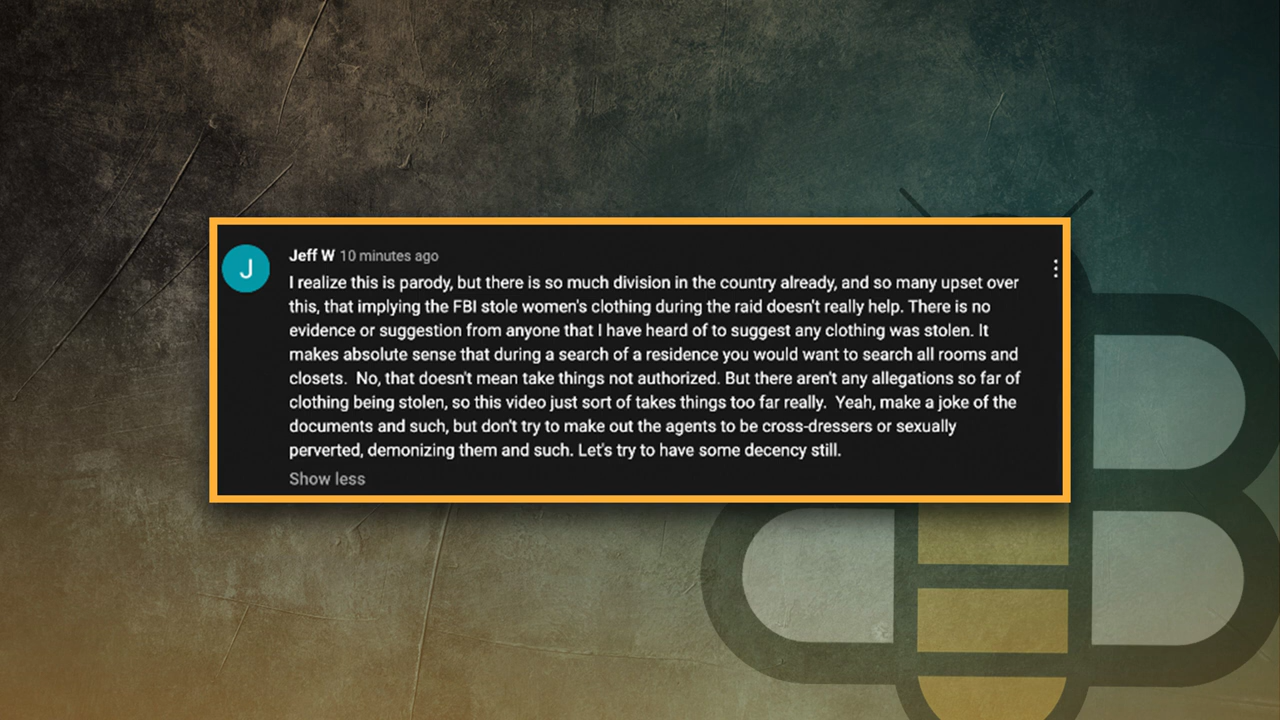 J
Jeff W 10 minutes ago
I realize this is parody, but there is so much division in the country already, and so many upset over
this, that implying the FBI stole women's clothing during the raid doesn't really help. There is no
evidence or suggestion from anyone that I have heard of to suggest any clothing was stolen. It
makes absolute sense that during a search of a residence you would want to search all rooms and
closets.  No, that doesn't mean take things not authorized. But there aren't any allegations so far of
clothing being stolen, so this video just sort of takes things too far really.  Yeah, make a joke of the
documents and such, but don't try to make out the agents to be cross-dressers or sexually
perverted, demonizing them and such. Let's try to have some decency still.
Show less